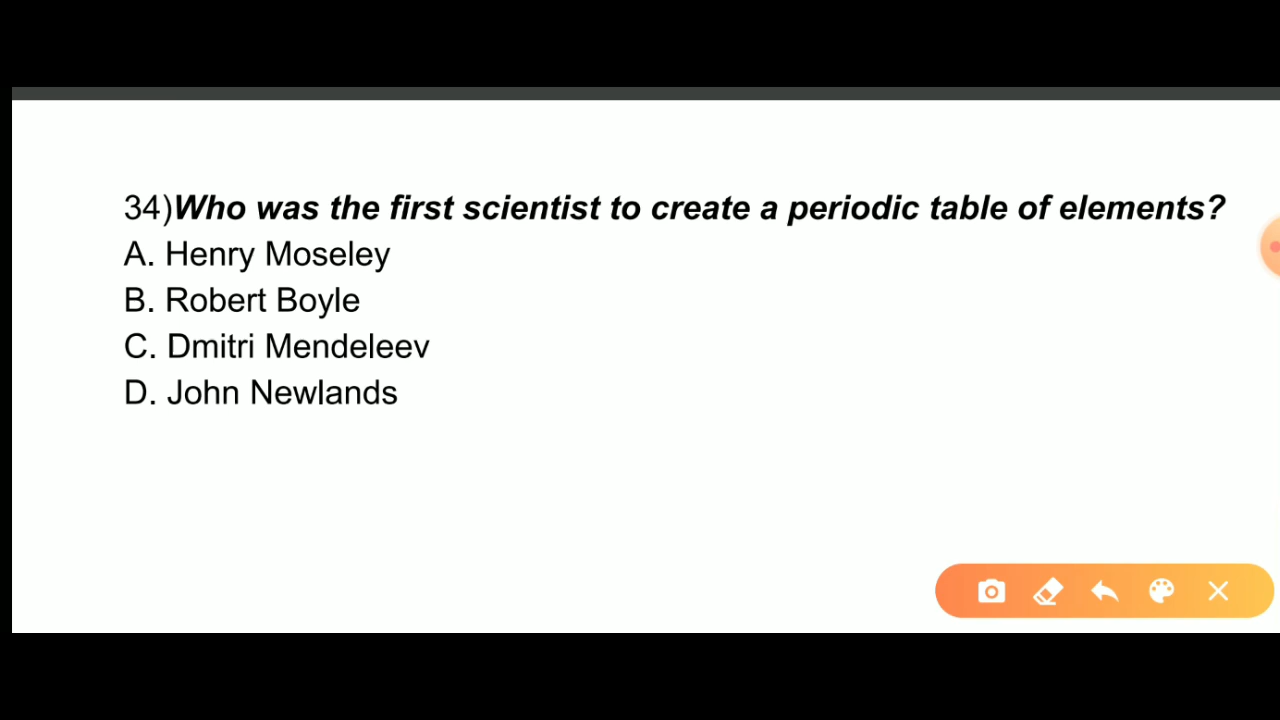 34)Who was the first scientist to create a periodic table of elements?
A. Henry Moseley
B. Robert Boyle
C. Dmitri Mendeleev
D. John Newlands